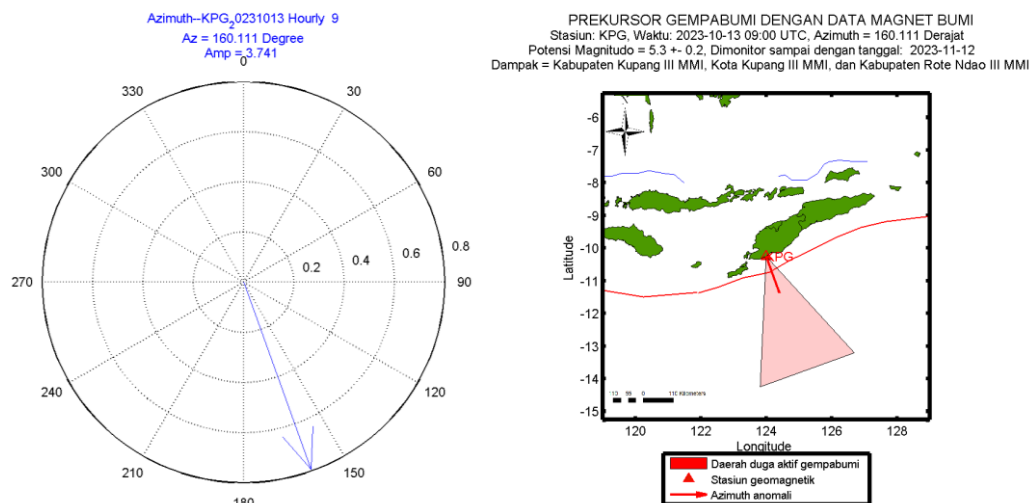 Azimuth--KPG20231013 Hourly 9
Az = 160.111 Degree
Amp = 3.741
0
30
60
90
120
150
180
210
240
270
300
330
0.2
0.4
0.6
0.8
PREKURSOR GEMPABUMI DENGAN DATA MAGNET BUMI
Stasiun: KPG, Waktu: 2023-10-13 09:00 UTC, Azimuth = 160.111 Derajat
Potensi Magnitudo = 5.3 +- 0.2, Dimonitor sampai dengan tanggal: 2023-11-12
Dampak = Kabupaten Kupang III MMI, Kota Kupang III MMI, dan Kabupaten Rote Ndao III MMI
Latitude
-6
-7
-8
-9
-10
-11
-12
-13
-14
-15
KPG
0
110 Kilometers
120
122
124
126
128
Longitude
Daerah duga aktif gempabumi
Stasiun geomagnetik
Azimuth anomali